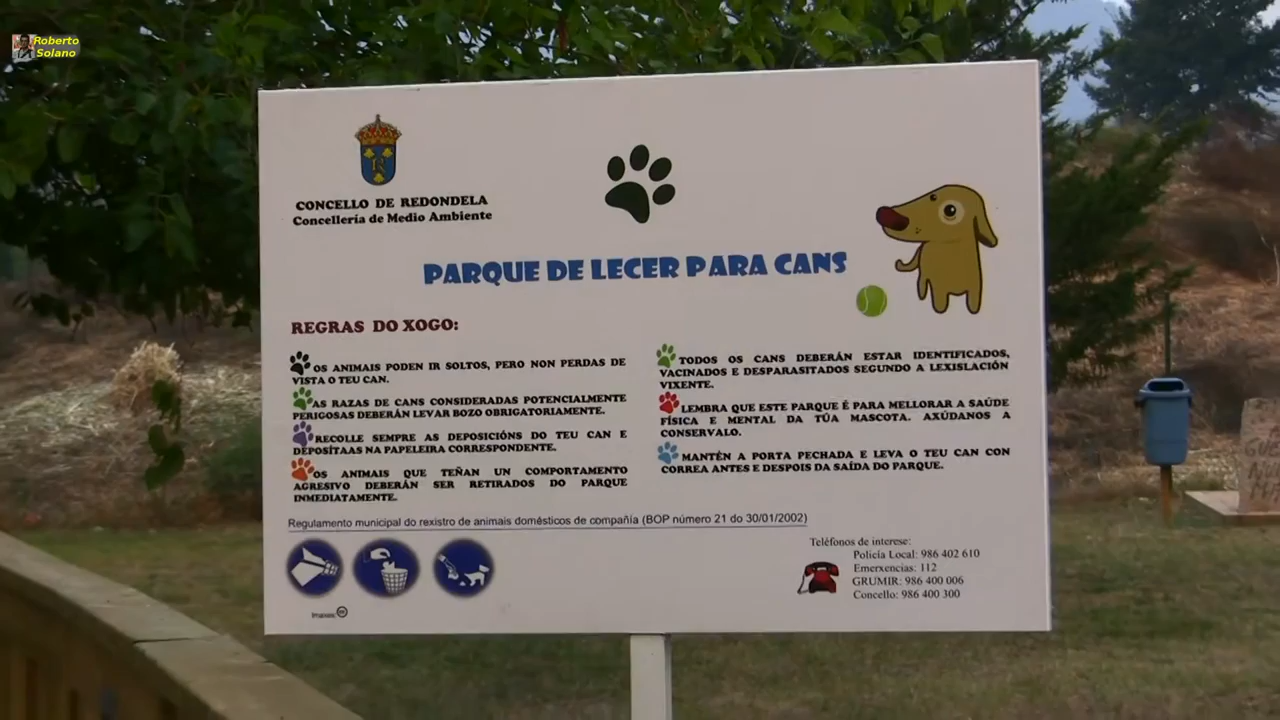 Roberto
Solano
CONCELLO DE REDONDELA
Concellería de Medio Ambiente
PARQUE DE LECER PARA CANS
REGRAS DO XOGO:
OS ANIMAIS PODEN IR SOLTOS, PERO NON PERDAS DE
VISTA O TEU CAN.
AS RAZAS DE CANS CONSIDERADAS POTENCIALMENTE
PERIGOSAS DEBERÁN LEVAR BOZO OBRIGATORIAMENTE.
RECOLLE SEMPRE AS DEPOSICIÓNS DO TEU CAN E
DEPOSÍTAAS NA PAPELEIRA CORRESPONDENTE.
OS ANIMAIS QUE TEÑAN UN COMPORTAMENTO
AGRESIVO DEBERÁN SER RETIRADOS DO PARQUE
INMEDIATAMENTE.
TODOS OS CANS DEBERÁN ESTAR IDENTIFICADOS,
VACINADOS E DESPARASITADOS SEGUNDO A LEXISLACIÓN
VIXENTE.
LEMBRA QUE ESTE PARQUE É PARA MELLORAR A SAÚDE
FÍSICA E MENTAL DA TÚA MASCOTA. AXÚDANOS A
CONSERVALO.
MANTÉN A PORTA PECHADA E LEVA O TEU CAN CON
CORREA ANTES E DESPOIS DA SAÍDA DO PARQUE.
Regulamento municipal do rexistro de animais domésticos de compañía (BOP número 21 do 30/01/2002)
Teléfonos de interese:
Policía Local: 986 402 610
Emerxencias: 112
GRUMIR: 986 400 006
Concello: 986 400 300